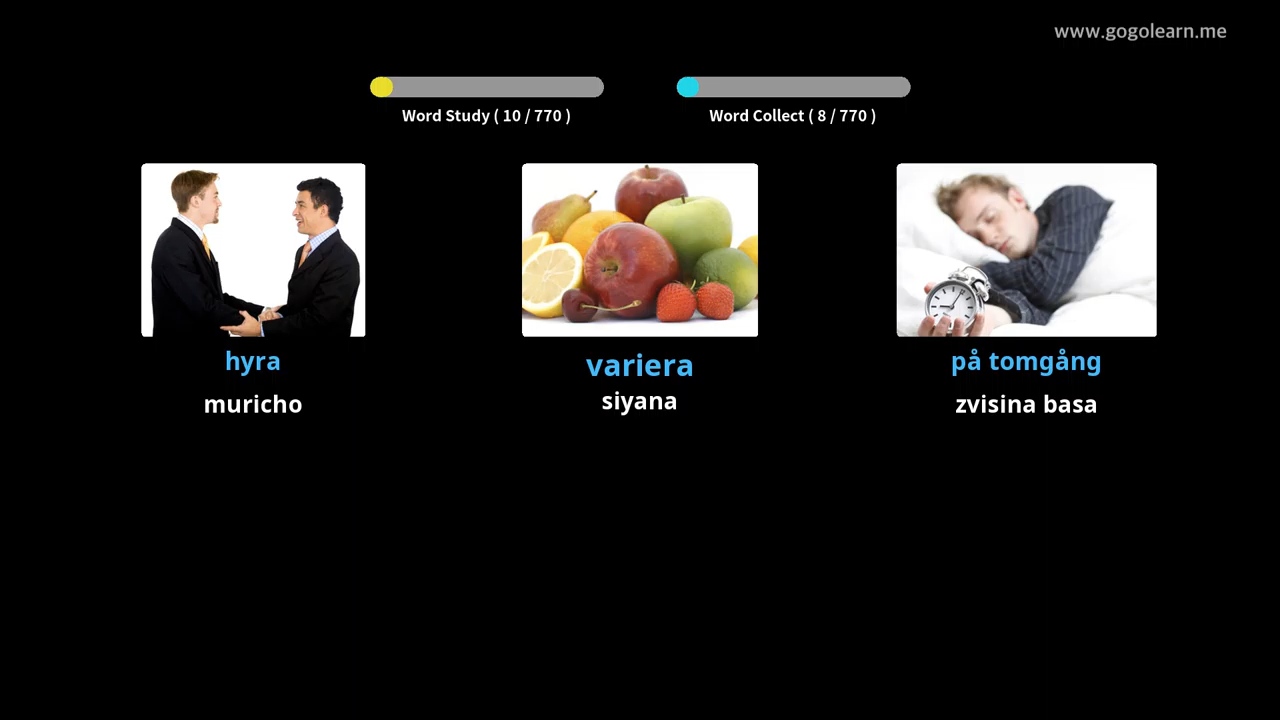 www.gogolearn.me
Word Study ( 10 / 770 )
Word Collect ( 8 / 770 )
hyra
variera
på tomgång
muricho
siyana
zvisina basa